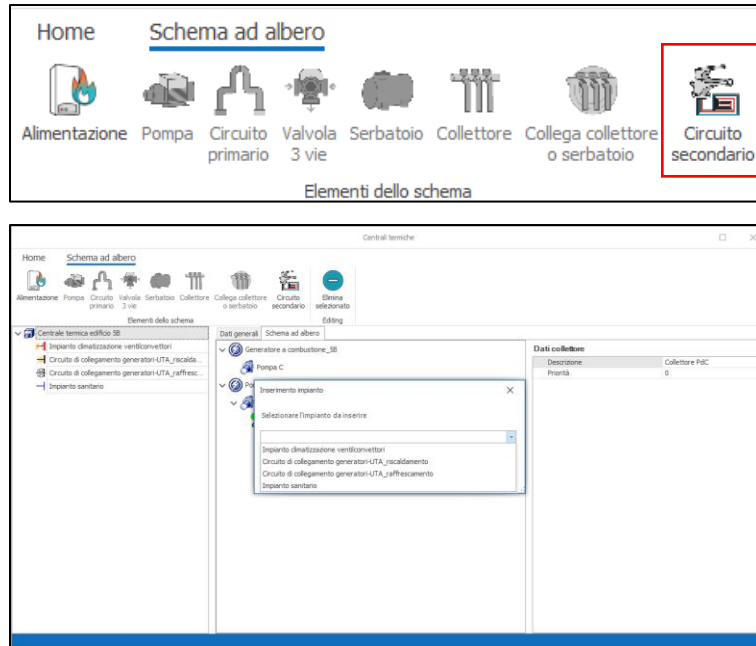 Home Schema ad albero
Alimentazione Pompa Circuito primario Valvola 3 vie Serbatoio Collettore Collega collettore o serbatoio Circuito secondario
Elementi dello schema
Centrali termiche
Home Schema ad albero
Alimentazione Pompa Circuito primario Valvola 3 vie Serbatoio Collettore Collega collettore o serbatoio Circuito secondario Elimina selezionato
Elementi dello schema Editing
Centrale termica edificio SB
Impianto climatizzazione ventilconvettori
Circuito di collegamento generatori-UTA_riscalda...
Circuito di collegamento generatori-UTA_raffresc...
Impianto sanitario
Dati generali Schema ad albero
Generatore a combustione_SB
Pompa C
Inserimento impianto
Selezionare l'impianto da inserire
Impianto climatizzazione ventilconvettori
Circuito di collegamento generatori-UTA_riscaldamento
Circuito di collegamento generatori-UTA_raffrescamento
Impianto sanitario
Dati collettore
Descrizione Collettore PdC
Priorità 0